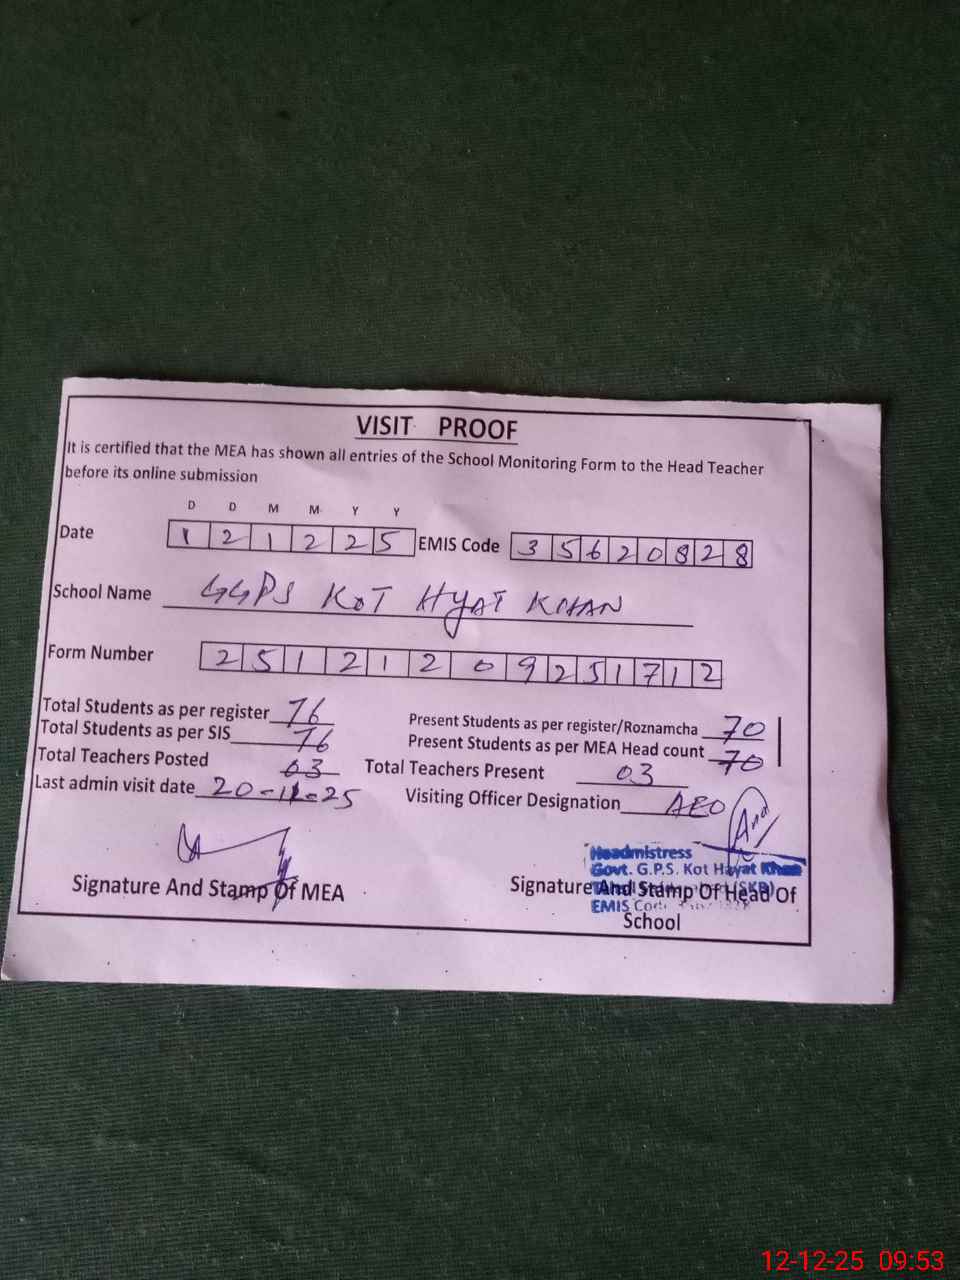 VISIT PROOF
It is certified that the MEA has shown all entries of the School Monitoring Form to the Head Teacher
before its online submission
D D M M Y Y
Date 1 2 1 2 2 5 EMIS Code 3 5 6 2 0 8 2 8
School Name GGPS KOT HYAT KHAN
Form Number 2 5 1 2 1 2 0 9 2 5 1 7 1 2
Total Students as per register 76 Present Students as per register/Roznamcha 70
Total Students as per SIS 76 Present Students as per MEA Head count 70
Total Teachers Posted 03 Total Teachers Present 03
Last admin visit date 20-11-25 Visiting Officer Designation AEO
Headmistress
Govt. G.P.S. Kot Hayat Khan
(SKP)
EMIS Code
Signature And Stamp Of MEA Signature And Stamp Of Head Of
School
12-12-25 09:53